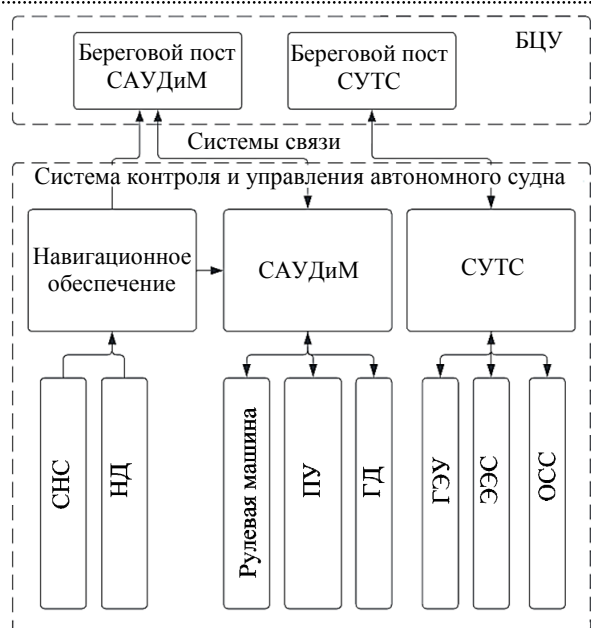 БЦУ
Береговой пост
САУДиМ
Береговой пост
СУТС
Системы связи
Система контроля и управления автономного судна
Навигационное
обеспечение
САУДиМ
СУТС
СНС
НД
Рулевая машина
ПУ
ГД
ГЭУ
ЭЭС
ОСС